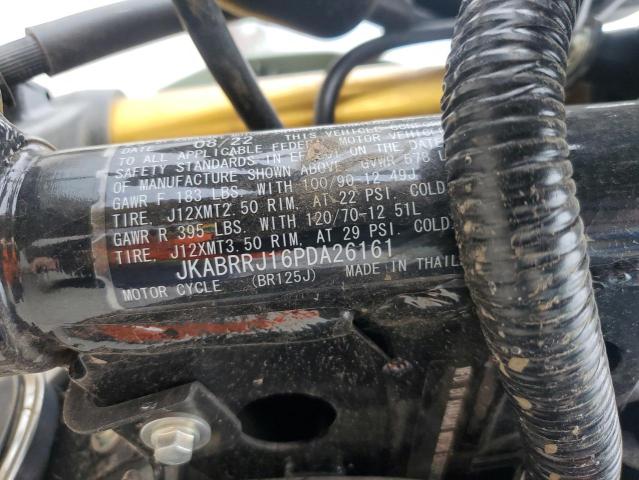 DATE 08/22 THIS VEHICLE
TO ALL APPLICABLE FEDERAL MOTOR VEHICLE
SAFETY STANDARDS IN EFFECT ON THE DATE
OF MANUFACTURE SHOWN ABOVE GVWR 578
GAWR F 183 LBS. WITH 100/90-12 49J
TIRE, J12XMT2.50 RIM, AT 22 PSI. COLD.
GAWR R 395 LBS. WITH 120/70-12 51L
TIRE, J12XMT3.50 RIM, AT 29 PSI. COLD.
JKABRRJ16PDA26161
MOTOR CYCLE (BR125J) MADE IN THAIL